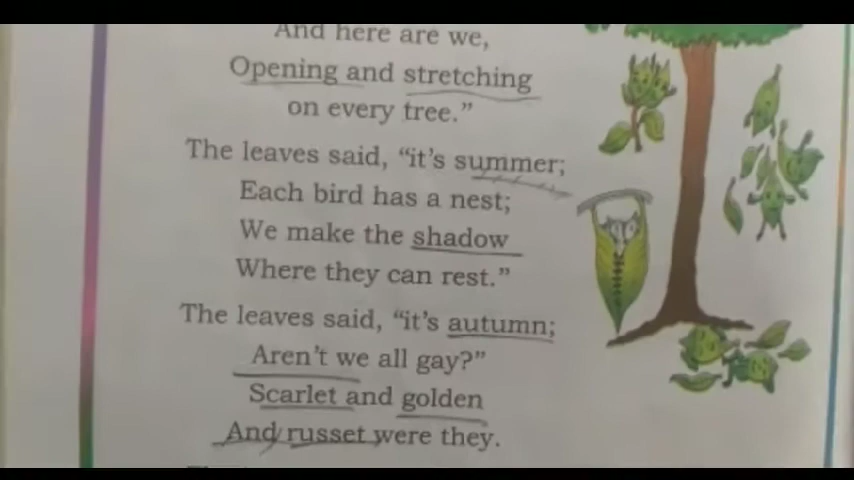 And here are we,
Opening and stretching
on every tree."
The leaves said, "it's summer;
Each bird has a nest;
We make the shadow
Where they can rest."
The leaves said, "it's autumn;
Aren't we all gay?"
Scarlet and golden
And russet were they.